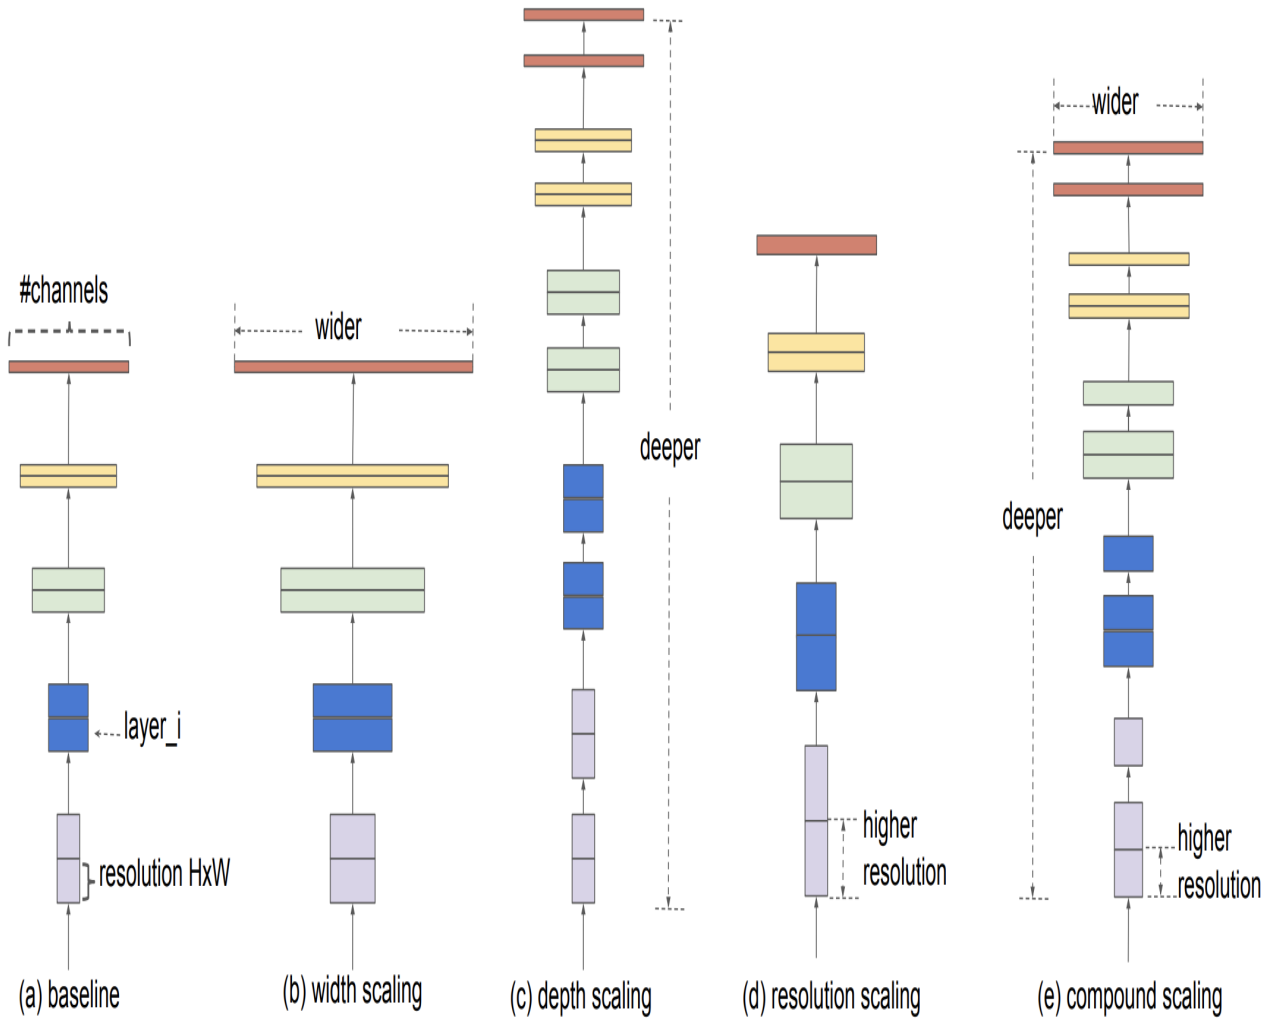 #channels
layer_i
resolution HxW
(a) baseline
wider
(b) width scaling
deeper
(c) depth scaling
higher
resolution
(d) resolution scaling
wider
deeper
higher
resolution
(e) compound scaling